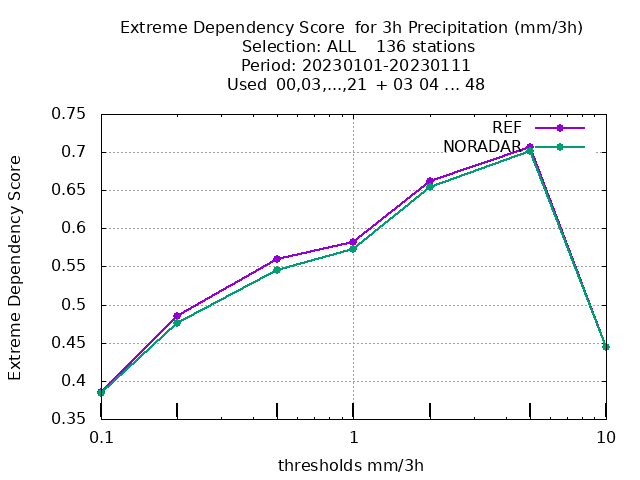 Extreme Dependency Score  for 3h Precipitation (mm/3h)
Selection: ALL    136 stations
Period: 20230101-20230111
Used  00,03,...,21  + 03 04 ... 48
0.75
REF
0.7
NORADAR
0.65
0.6
0.55
0.5
0.45
0.4
0.35
Extreme Dependency Score
0.1
1
10
thresholds mm/3h